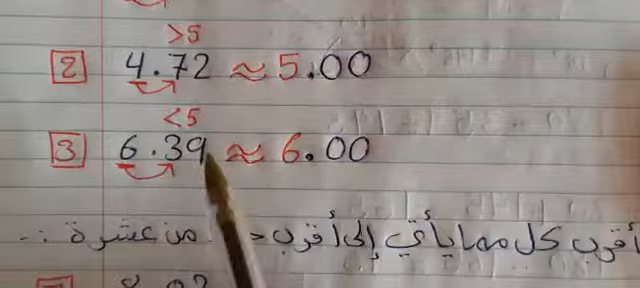 >5
2 4.72 ≈ 5.00
<5
3 6.39 ≈ 6.00
أقرب كل مما يأتي إلى أقرب من عشرة :.